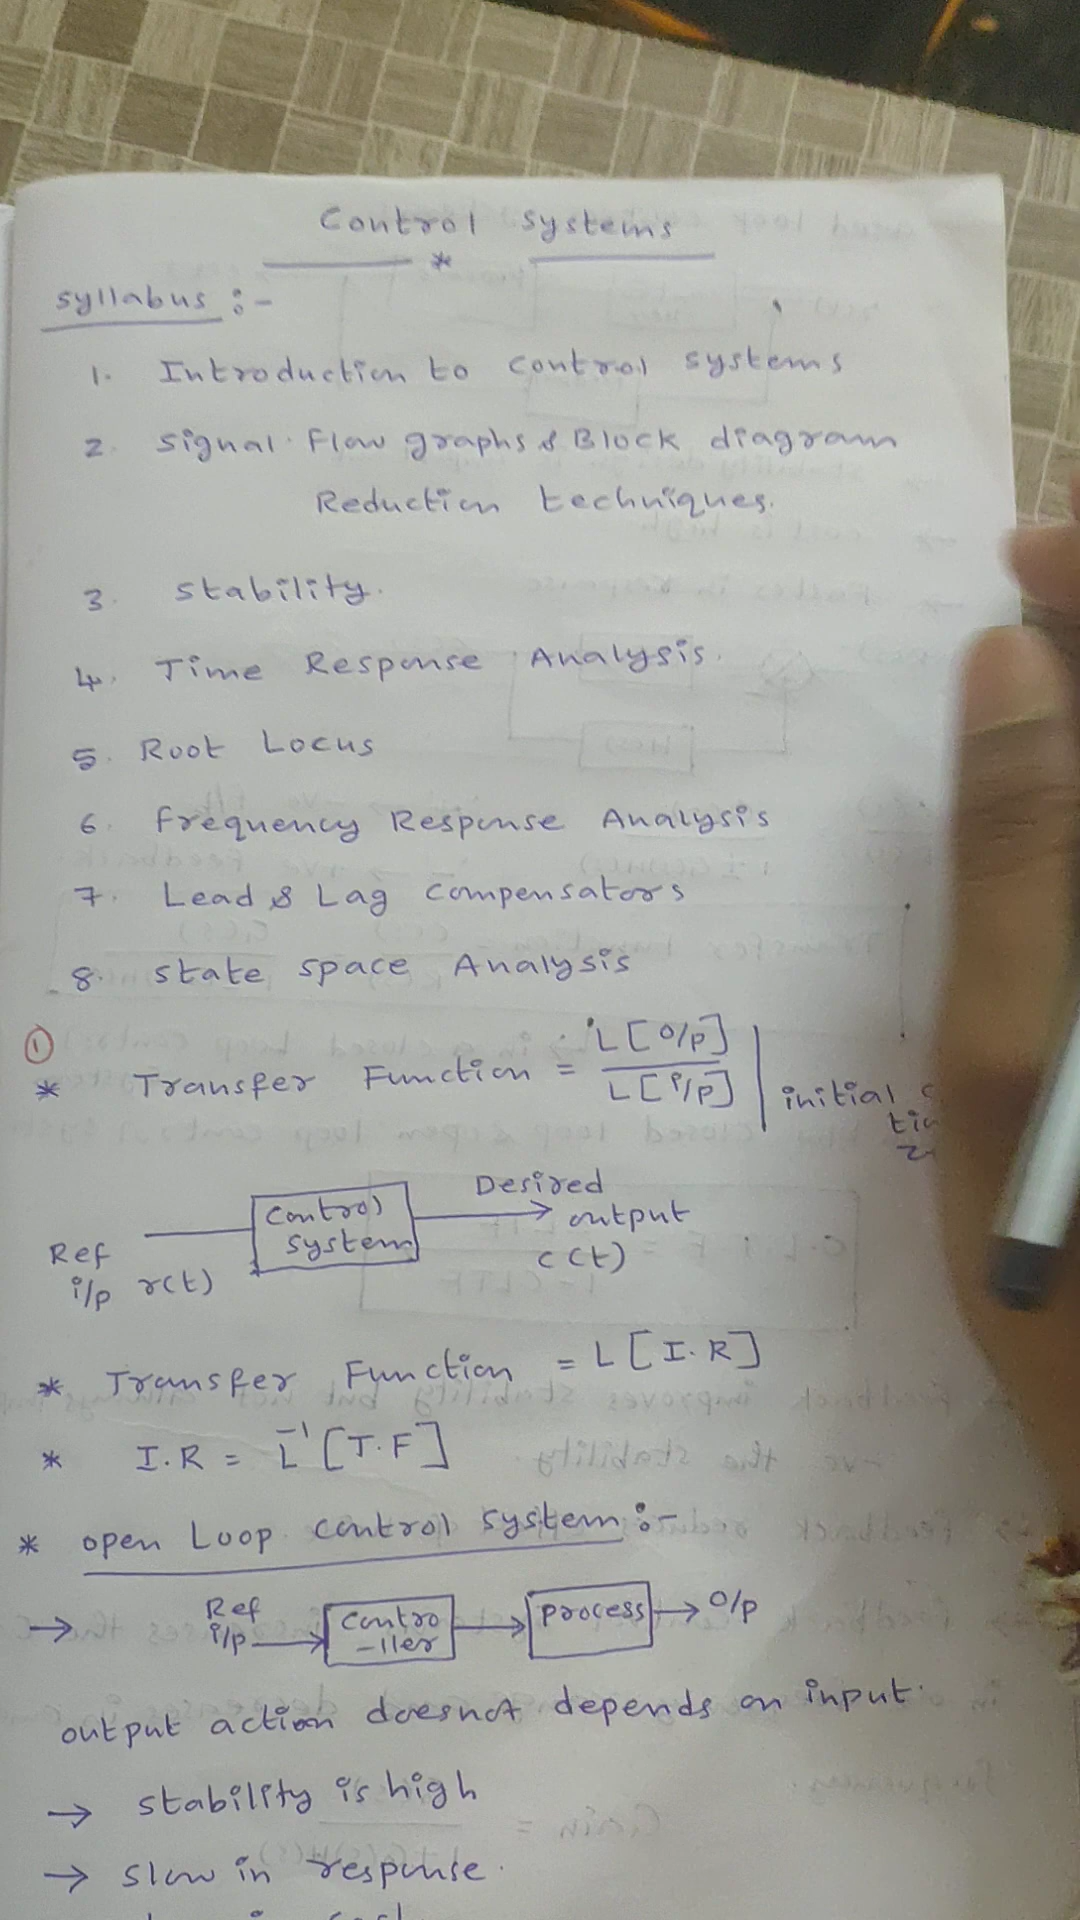 Control Systems
*
Syllabus :-
1. Introduction to control systems
2. Signal Flow graphs & Block diagram
Reduction techniques.
3. Stability.
4. Time Response Analysis.
5. Root Locus
6. Frequency Response Analysis
7. Lead & Lag compensators
8. State space Analysis
①
* Transfer Function = L[o/p] / L[i/p] | initial
Ref i/p r(t)
Control system
Desired output c(t)
* Transfer Function = L[I.R]
* I.R = L⁻¹[T.F]
* open Loop control system :-
→ Ref i/p → Contro-ller → process → o/p
output action doesnot depends on input.
→ stability is high
→ slow in response.